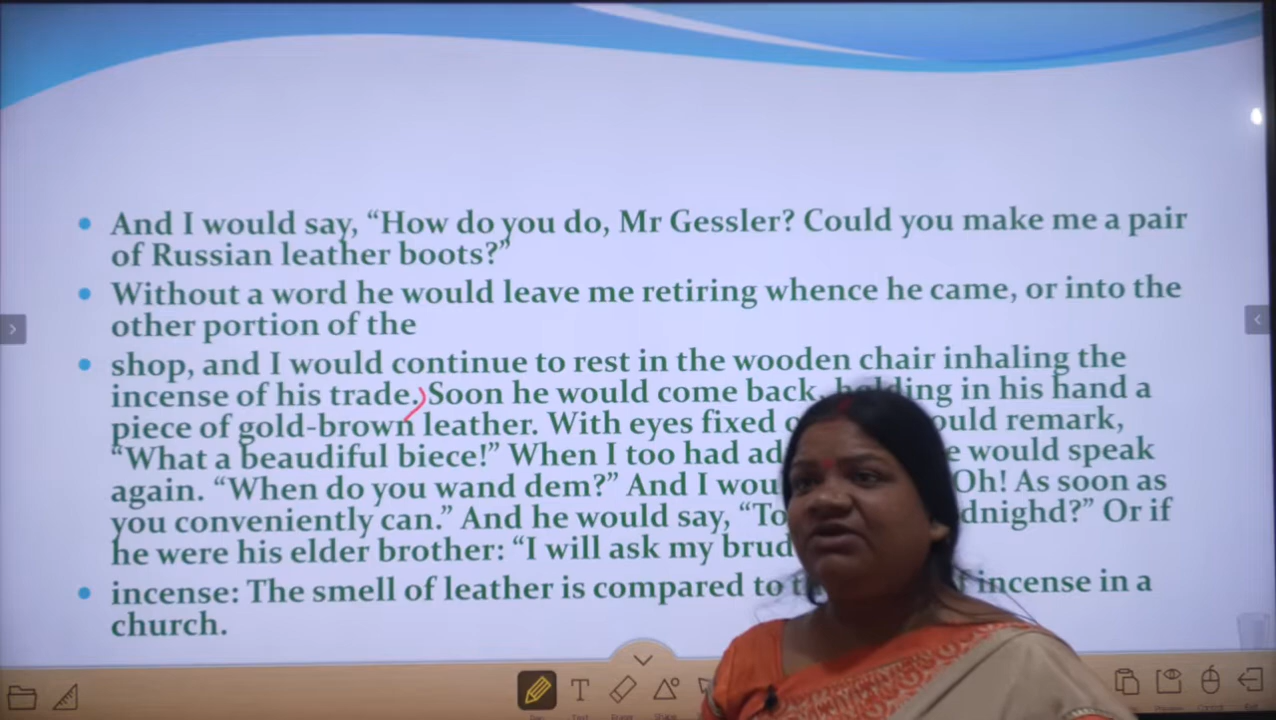 And I would say, “How do you do, Mr Gessler? Could you make me a pair
of Russian leather boots?”
Without a word he would leave me retiring whence he came, or into the
other portion of the
shop, and I would continue to rest in the wooden chair inhaling the
incense of his trade. Soon he would come back, holding in his hand a
piece of gold-brown leather. With eyes fixed would remark,
“What a beaudiful biece!” When I too had he would speak
again. “When do you wand dem?” And I would Oh! As soon as
you conveniently can.” And he would say, “To Or if
he were his elder brother: “I will ask my
incense: The smell of leather is compared to incense in a
church.
T